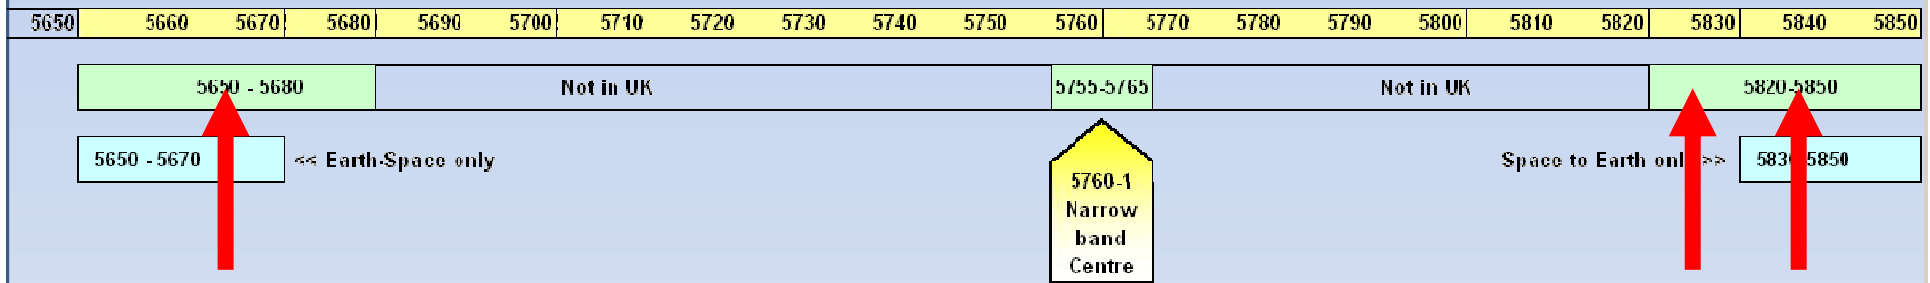 5650 5660 5670 5680 5690 5700 5710 5720 5730 5740 5750 5760 5770 5780 5790 5800 5810 5820 5830 5840 5850
5650 - 5680 Not in UK 5755-5765 Not in UK 5820-5850
5650 - 5670 << Earth-Space only Space to Earth only >> 5830-5850
5760-1
Narrow
band
Centre